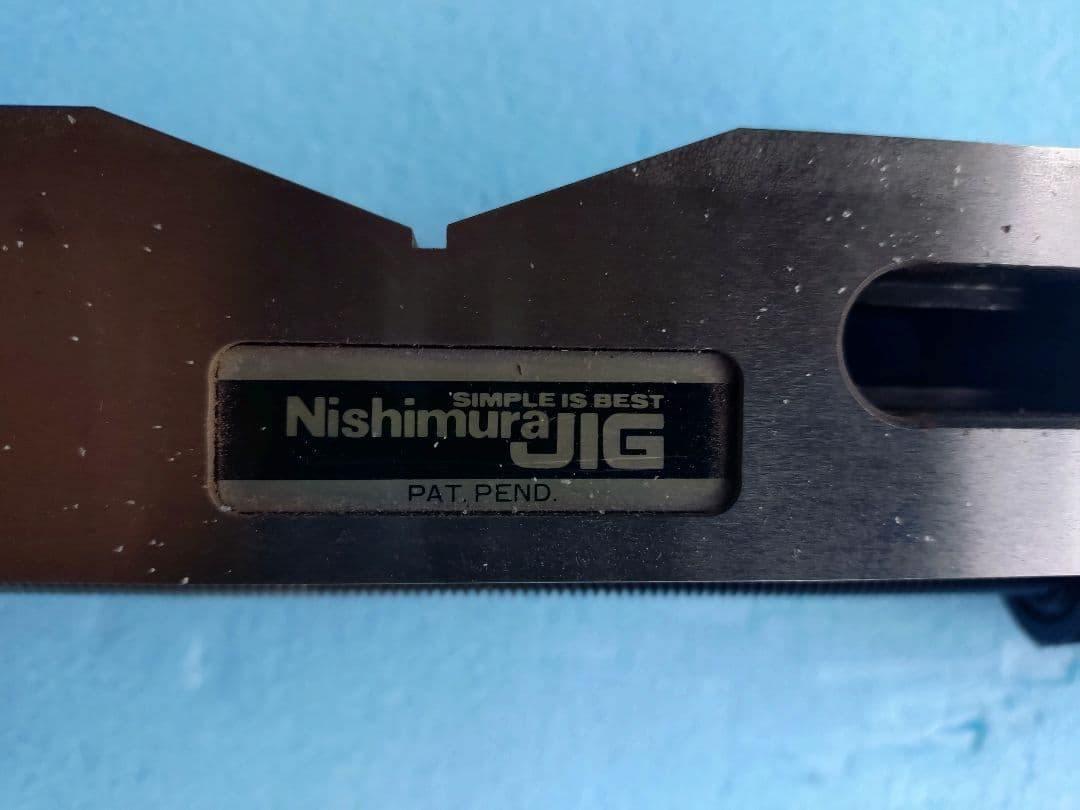 SIMPLE IS BEST
Nishimura JIG
PAT. PEND.